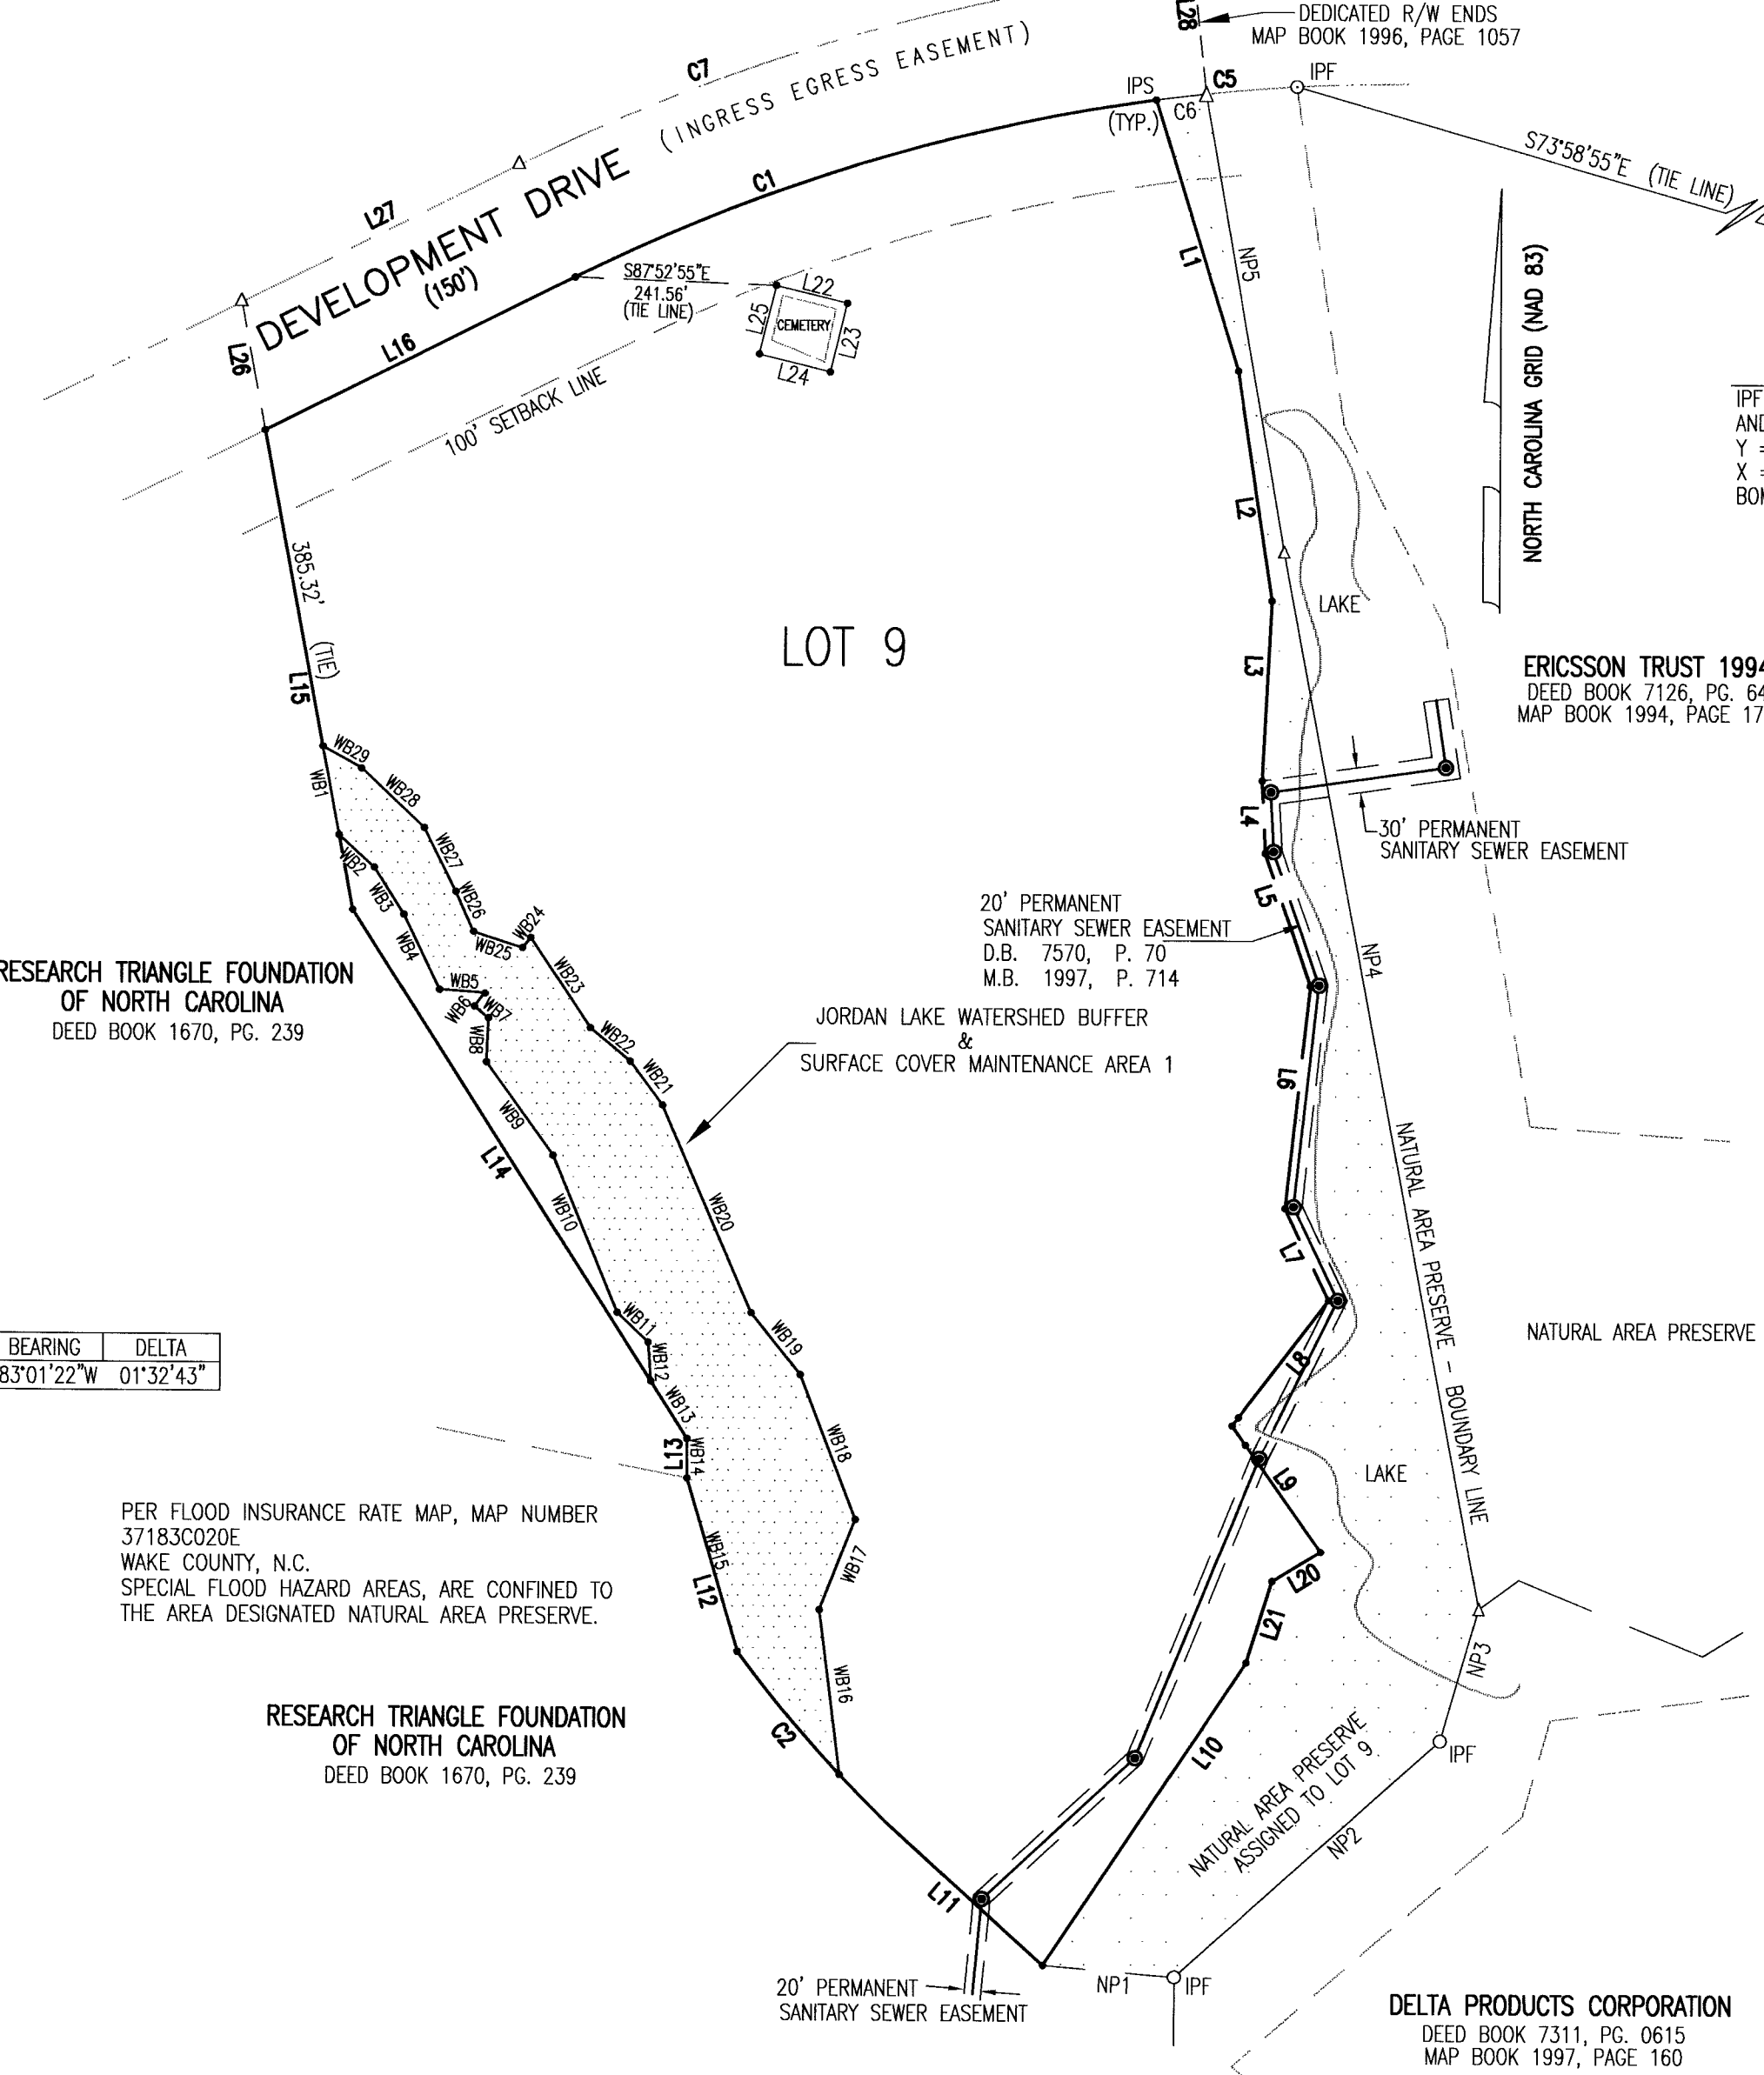 L28
DEDICATED R/W ENDS
MAP BOOK 1996, PAGE 1057
C7
(INGRESS EGRESS EASEMENT)
IPS
(TYP.)
C6
C5
IPF
S73°58'55"E (TIE LINE)
L27
DEVELOPMENT DRIVE
(150')
C1
L26
L16
S87°52'55"E
241.56'
(TIE LINE)
L22
L25
CEMETERY
L23
L24
100' SETBACK LINE
L1
NP5
NORTH CAROLINA GRID (NAD 83)
IPF
AND
Y =
X =
L2
385.32'
(TIE)
L15
LOT 9
LAKE
L3
ERICSSON TRUST 1994
DEED BOOK 7126, PG. 64
MAP BOOK 1994, PAGE 17
WB29
WB1
WB28
L4
30' PERMANENT
SANITARY SEWER EASEMENT
WB2
WB27
WB3
WB26
L5
WB4
WB25
WB24
20' PERMANENT
SANITARY SEWER EASEMENT
D.B. 7570, P. 70
M.B. 1997, P. 714
NP4
RESEARCH TRIANGLE FOUNDATION
OF NORTH CAROLINA
DEED BOOK 1670, PG. 239
WB5
WB6
WB7
WB8
WB23
WB22
WB21
JORDAN LAKE WATERSHED BUFFER
&
SURFACE COVER MAINTENANCE AREA 1
L6
WB9
L14
WB10
WB20
L7
NATURAL AREA PRESERVE - BOUNDARY LINE
NATURAL AREA PRESERVE
BEARING DELTA
83°01'22"W 01°32'43"
WB11
WB12
WB13
WB19
L8
L13
WB14
WB18
L9
LAKE
PER FLOOD INSURANCE RATE MAP, MAP NUMBER
37183C020E
WAKE COUNTY, N.C.
SPECIAL FLOOD HAZARD AREAS, ARE CONFINED TO
THE AREA DESIGNATED NATURAL AREA PRESERVE.
WB15
L12
WB17
L20
L21
NP3
WB16
RESEARCH TRIANGLE FOUNDATION
OF NORTH CAROLINA
DEED BOOK 1670, PG. 239
C2
L10
NATURAL AREA PRESERVE
ASSIGNED TO LOT 9
NP2
IPF
L11
20' PERMANENT
SANITARY SEWER EASEMENT
NP1
IPF
DELTA PRODUCTS CORPORATION
DEED BOOK 7311, PG. 0615
MAP BOOK 1997, PAGE 160